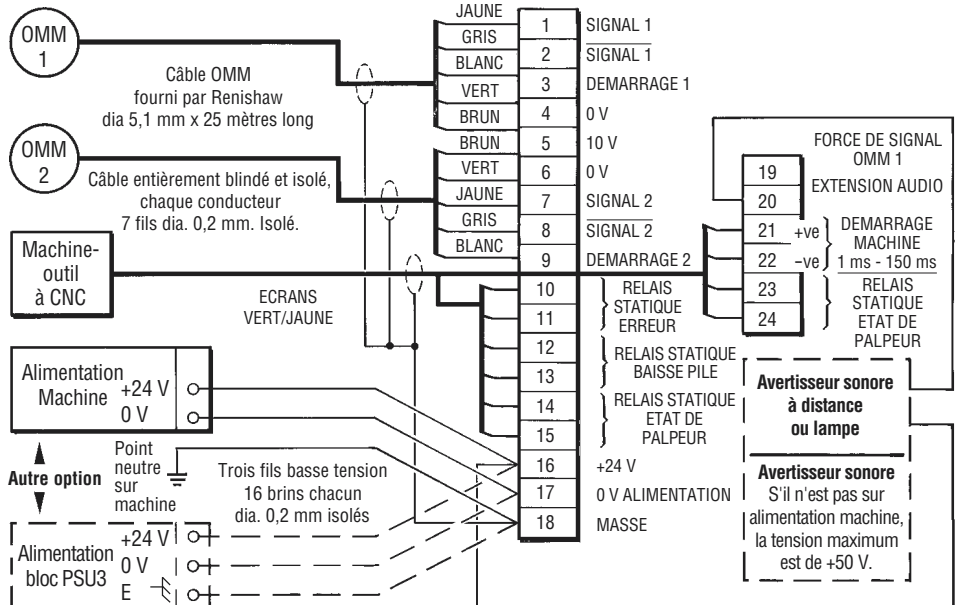 OMM
1
Câble OMM
fourni par Renishaw
dia 5,1 mm x 25 mètres long
OMM
2
Câble entièrement blindé et isolé,
chaque conducteur
7 fils dia. 0,2 mm. Isolé.
Machine-
outil
à CNC
ECRANS
VERT/JAUNE
Alimentation
Machine
+24 V
0 V
Autre option
Point
neutre
sur
machine
Trois fils basse tension
16 brins chacun
dia. 0,2 mm isolés
Alimentation
bloc PSU3
+24 V
0 V
E
JAUNE
GRIS
BLANC
VERT
BRUN
BRUN
VERT
JAUNE
GRIS
BLANC
1 SIGNAL 1
2 SIGNAL 1
3 DEMARRAGE 1
4 0 V
5 10 V
6 0 V
7 SIGNAL 2
8 SIGNAL 2
9 DEMARRAGE 2
10
11
RELAIS
STATIQUE
ERREUR
12
13
RELAIS STATIQUE
BAISSE PILE
14
15
RELAIS STATIQUE
ETAT DE
PALPEUR
16 +24 V
17 0 V ALIMENTATION
18 MASSE
FORCE DE SIGNAL
OMM 1
EXTENSION AUDIO
19
20
21 +ve
22 –ve
DEMARRAGE
MACHINE
1 ms - 150 ms
23
24
RELAIS
STATIQUE
ETAT DE
PALPEUR
Avertisseur sonore
à distance
ou lampe
Avertisseur sonore
S'il n'est pas sur
alimentation machine,
la tension maximum
est de +50 V.